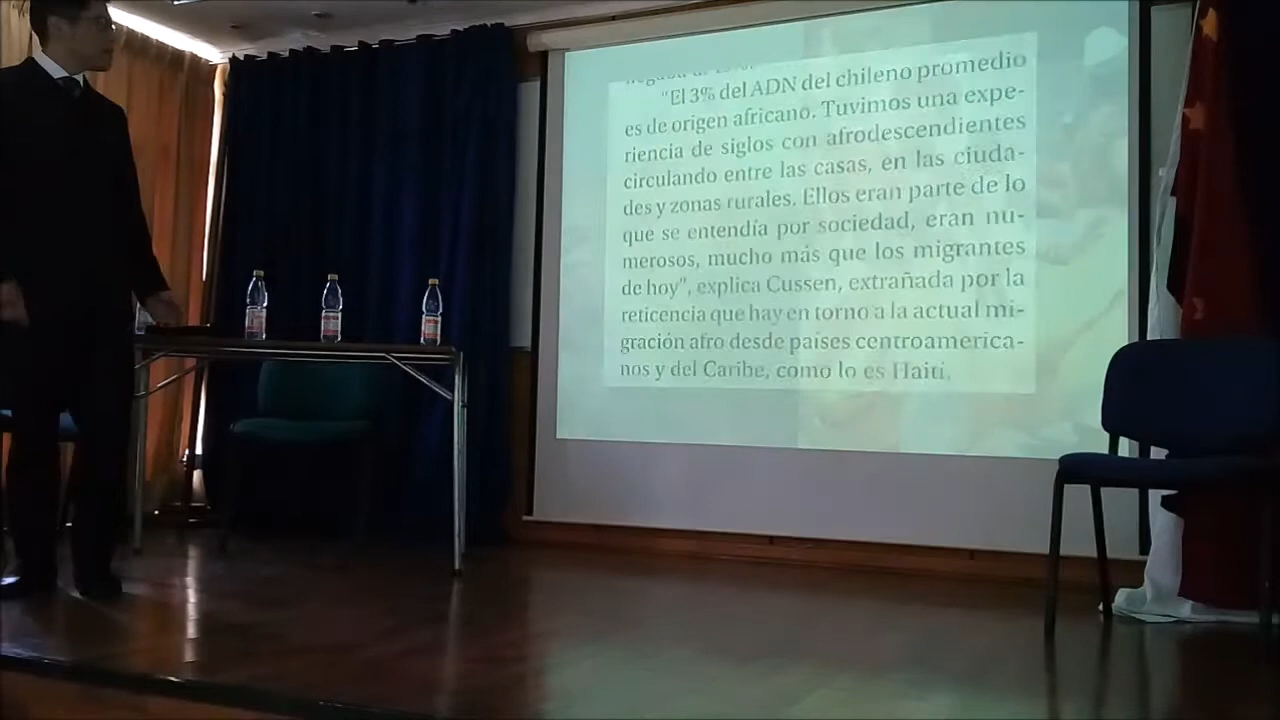 "El 3% del ADN del chileno promedio
es de origen africano. Tuvimos una expe-
riencia de siglos con afrodescendientes
circulando entre las casas, en las ciuda-
des y zonas rurales. Ellos eran parte de lo
que se entendía por sociedad, eran nu-
merosos, mucho más que los migrantes
de hoy", explica Cussen, extrañada por la
reticencia que hay en torno a la actual mi-
gración afro desde países centroamerica-
nos y del Caribe, como lo es Haití.